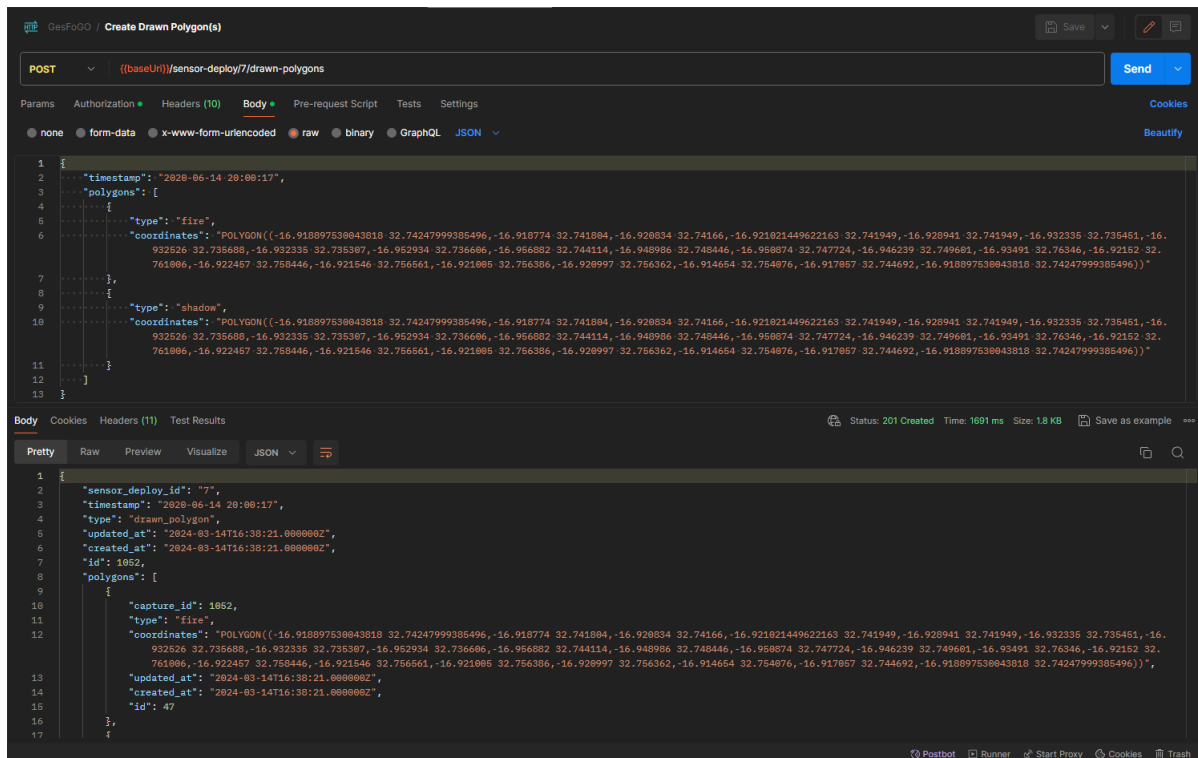 HTTP GesFoGO / Create Drawn Polygon(s) Save
POST {{baseUri}}/sensor-deploy/7/drawn-polygons Send
Params Authorization Headers (10) Body Pre-request Script Tests Settings Cookies
none form-data x-www-form-urlencoded raw binary GraphQL JSON Beautify
1 {
2 "timestamp": "2020-06-14 20:00:17",
3 "polygons": [
4 {
5 "type": "fire",
6 "coordinates": "POLYGON((-16.918897530043818 32.74247999385496,-16.918774 32.741804,-16.920834 32.74166,-16.921021449622163 32.741949,-16.928941 32.741949,-16.932335 32.735451,-16.
932526 32.735688,-16.932335 32.735307,-16.952934 32.736606,-16.956882 32.744114,-16.948986 32.748446,-16.950874 32.747724,-16.946239 32.749601,-16.93491 32.76346,-16.92152 32.
761006,-16.922457 32.758446,-16.921546 32.756561,-16.921005 32.756386,-16.920997 32.756362,-16.914654 32.754076,-16.917057 32.744692,-16.918897530043818 32.74247999385496))"
7 },
8 {
9 "type": "shadow",
10 "coordinates": "POLYGON((-16.918897530043818 32.74247999385496,-16.918774 32.741804,-16.920834 32.74166,-16.921021449622163 32.741949,-16.928941 32.741949,-16.932335 32.735451,-16.
932526 32.735688,-16.932335 32.735307,-16.952934 32.736606,-16.956882 32.744114,-16.948986 32.748446,-16.950874 32.747724,-16.946239 32.749601,-16.93491 32.76346,-16.92152 32.
761006,-16.922457 32.758446,-16.921546 32.756561,-16.921005 32.756386,-16.920997 32.756362,-16.914654 32.754076,-16.917057 32.744692,-16.918897530043818 32.74247999385496))"
11 }
12 ]
13 }
Body Cookies Headers (11) Test Results Status: 201 Created Time: 1691 ms Size: 1.8 KB Save as example
Pretty Raw Preview Visualize JSON
1 {
2 "sensor_deploy_id": "7",
3 "timestamp": "2020-06-14 20:00:17",
4 "type": "drawn_polygon",
5 "updated_at": "2024-03-14T16:38:21.000000Z",
6 "created_at": "2024-03-14T16:38:21.000000Z",
7 "id": 1052,
8 "polygons": [
9 {
10 "capture_id": 1052,
11 "type": "fire",
12 "coordinates": "POLYGON((-16.918897530043818 32.74247999385496,-16.918774 32.741804,-16.920834 32.74166,-16.921021449622163 32.741949,-16.928941 32.741949,-16.932335 32.735451,-16.
932526 32.735688,-16.932335 32.735307,-16.952934 32.736606,-16.956882 32.744114,-16.948986 32.748446,-16.950874 32.747724,-16.946239 32.749601,-16.93491 32.76346,-16.92152 32.
761006,-16.922457 32.758446,-16.921546 32.756561,-16.921005 32.756386,-16.920997 32.756362,-16.914654 32.754076,-16.917057 32.744692,-16.918897530043818 32.74247999385496))",
13 "updated_at": "2024-03-14T16:38:21.000000Z",
14 "created_at": "2024-03-14T16:38:21.000000Z",
15 "id": 47
16 },
17 {
Postbot Runner Start Proxy Cookies Trash